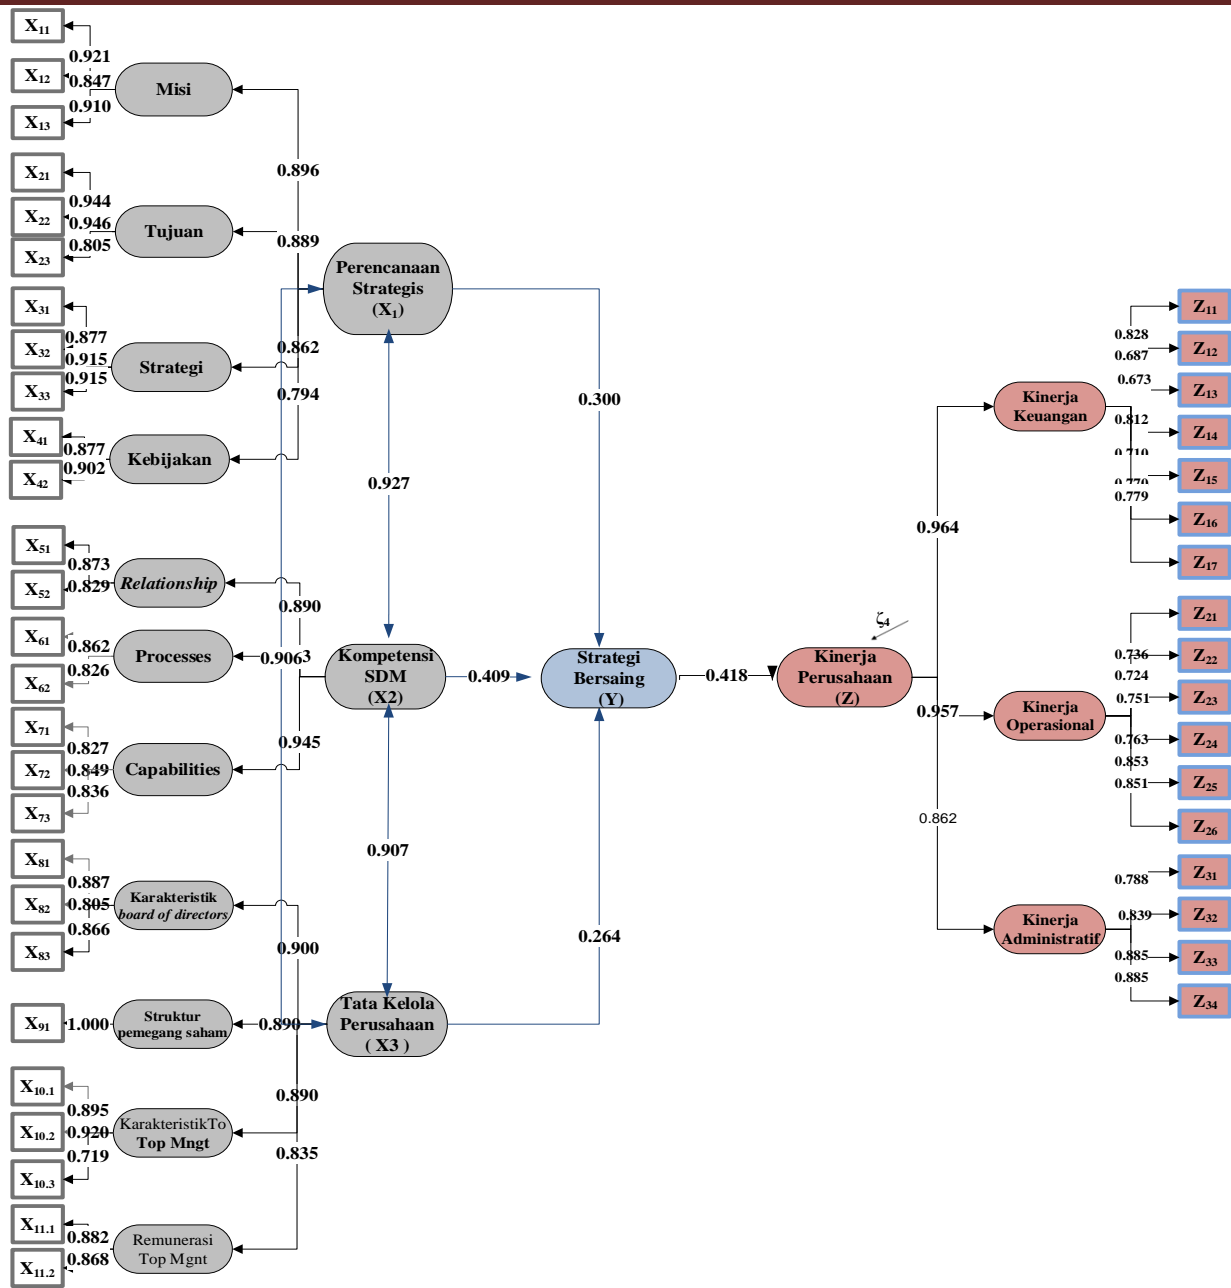 X11
0.921
X12
0.847
Misi
0.910
X13
0.896
X21
0.944
X22
0.946
Tujuan
0.805
X23
0.889
Perencanaan
Strategis
(X1)
X31
0.877
X32
0.915
Strategi
0.915
X33
0.862
0.794
X41
0.877
Kebijakan
0.902
X42
0.927
0.300
X51
0.873
Relationship
0.829
X52
0.890
X61
0.862
Processes
0.826
X62
0.906
3
Kompetensi
SDM
(X2)
0.409
Strategi
Bersaing
(Y)
0.418
Kinerja
Perusahaan
(Z)
ζ4
X71
0.827
X72
0.849
Capabilities
0.836
X73
0.945
0.907
X81
0.887
X82
0.805
Karakteristik
board of directors
0.866
X83
0.900
0.264
X91
1.000
Struktur
pemegang saham
0.890
Tata Kelola
Perusahaan
( X3 )
X10.1
0.895
X10.2
0.920
KarakteristikTo
Top Mngt
0.719
X10.3
0.890
0.835
X11.1
0.882
Remunerasi
Top Mgnt
0.868
X11.2
0.964
0.957
0.862
Kinerja
Keuangan
Z11
0.828
Z12
0.687
0.673
Z13
0.812
Z14
0.710
Z15
0.770
0.779
Z16
Z17
Kinerja
Operasional
Z21
0.736
Z22
0.724
0.751
Z23
0.763
Z24
0.853
0.851
Z25
Z26
Kinerja
Administratif
Z31
0.788
0.839
Z32
0.885
Z33
0.885
Z34